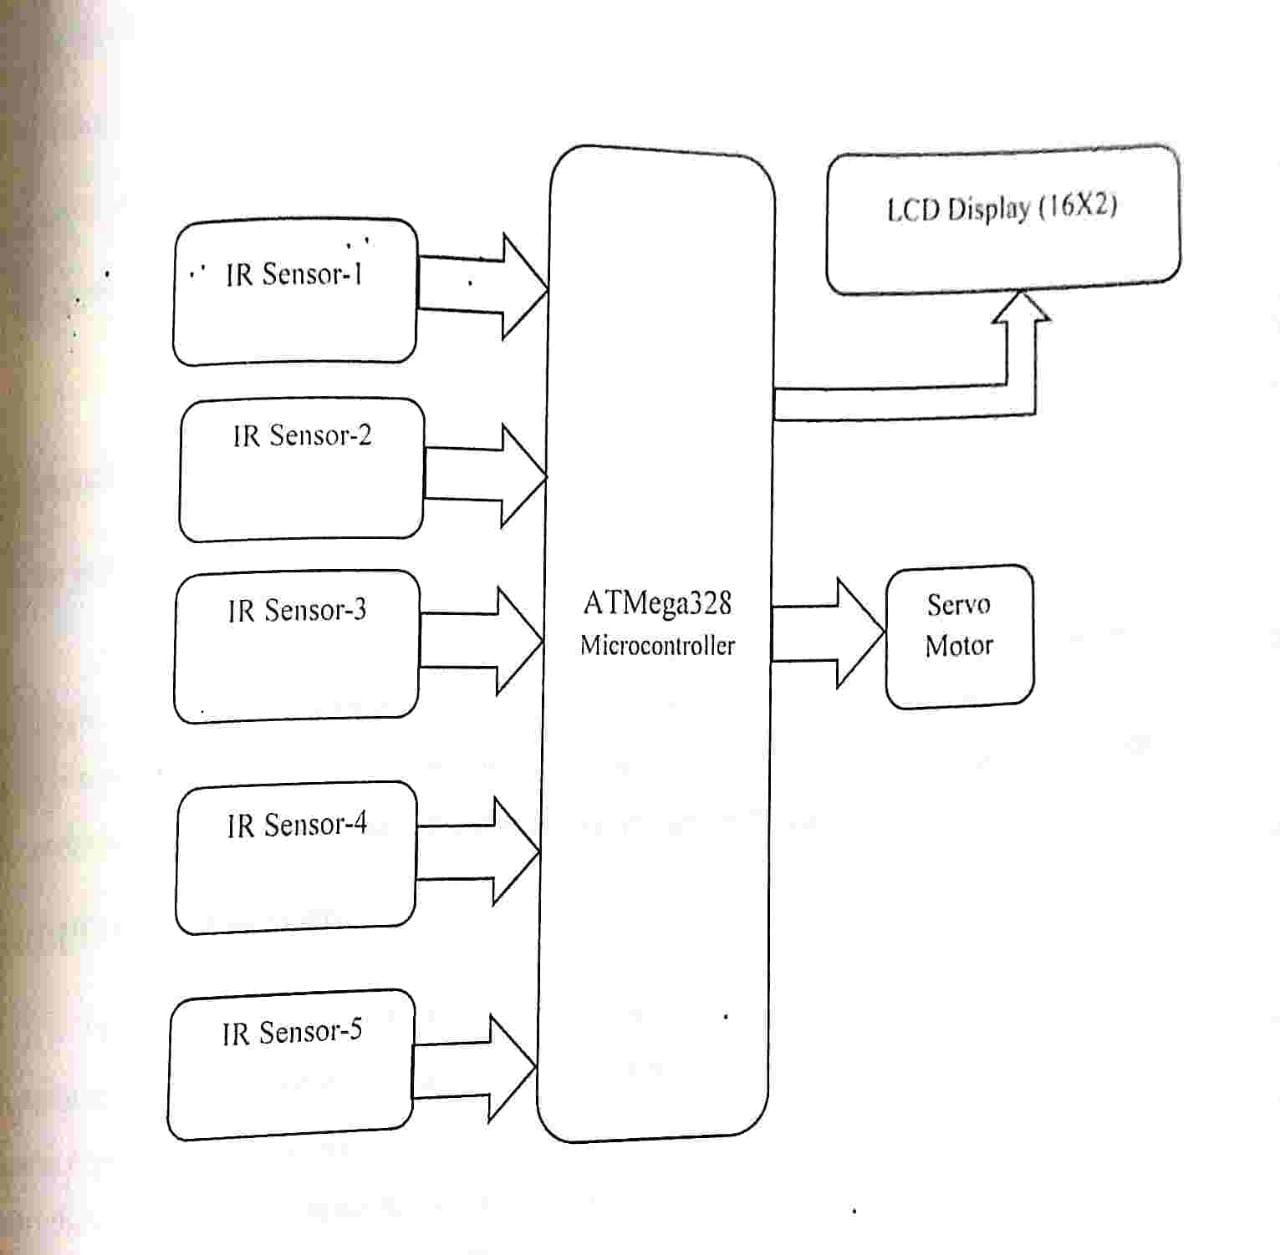 LCD Display (16X2)
IR Sensor-1
IR Sensor-2
IR Sensor-3
ATMega328
Microcontroller
Servo
Motor
IR Sensor-4
IR Sensor-5